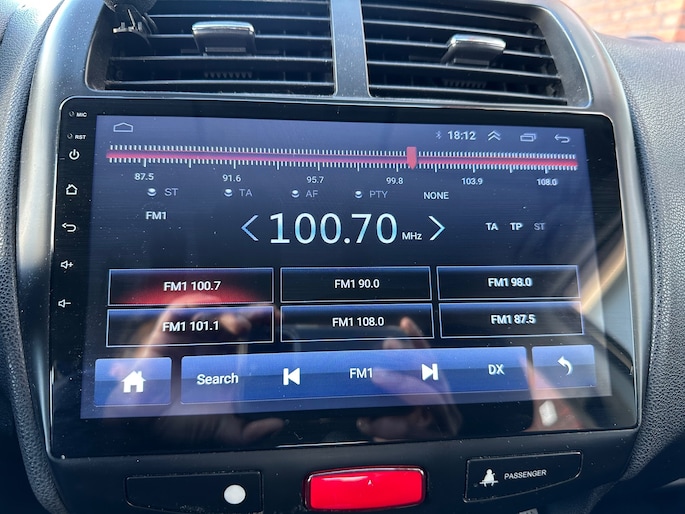 MIC
RST
18:12
87.5 91.6 95.7 99.8 103.9 108.0
ST TA AF PTY NONE
FM1
100.70 MHz
TA TP ST
FM1 100.7 FM1 90.0 FM1 98.0
FM1 101.1 FM1 108.0 FM1 87.5
Search FM1 DX
PASSENGER